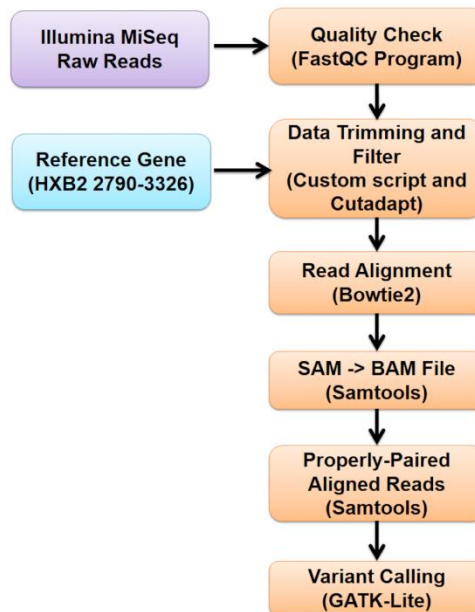 Illumina MiSeq
Raw Reads
Quality Check
(FastQC Program)
Reference Gene
(HXB2 2790-3326)
Data Trimming and
Filter
(Custom script and
Cutadapt)
Read Alignment
(Bowtie2)
SAM -> BAM File
(Samtools)
Properly-Paired
Aligned Reads
(Samtools)
Variant Calling
(GATK-Lite)